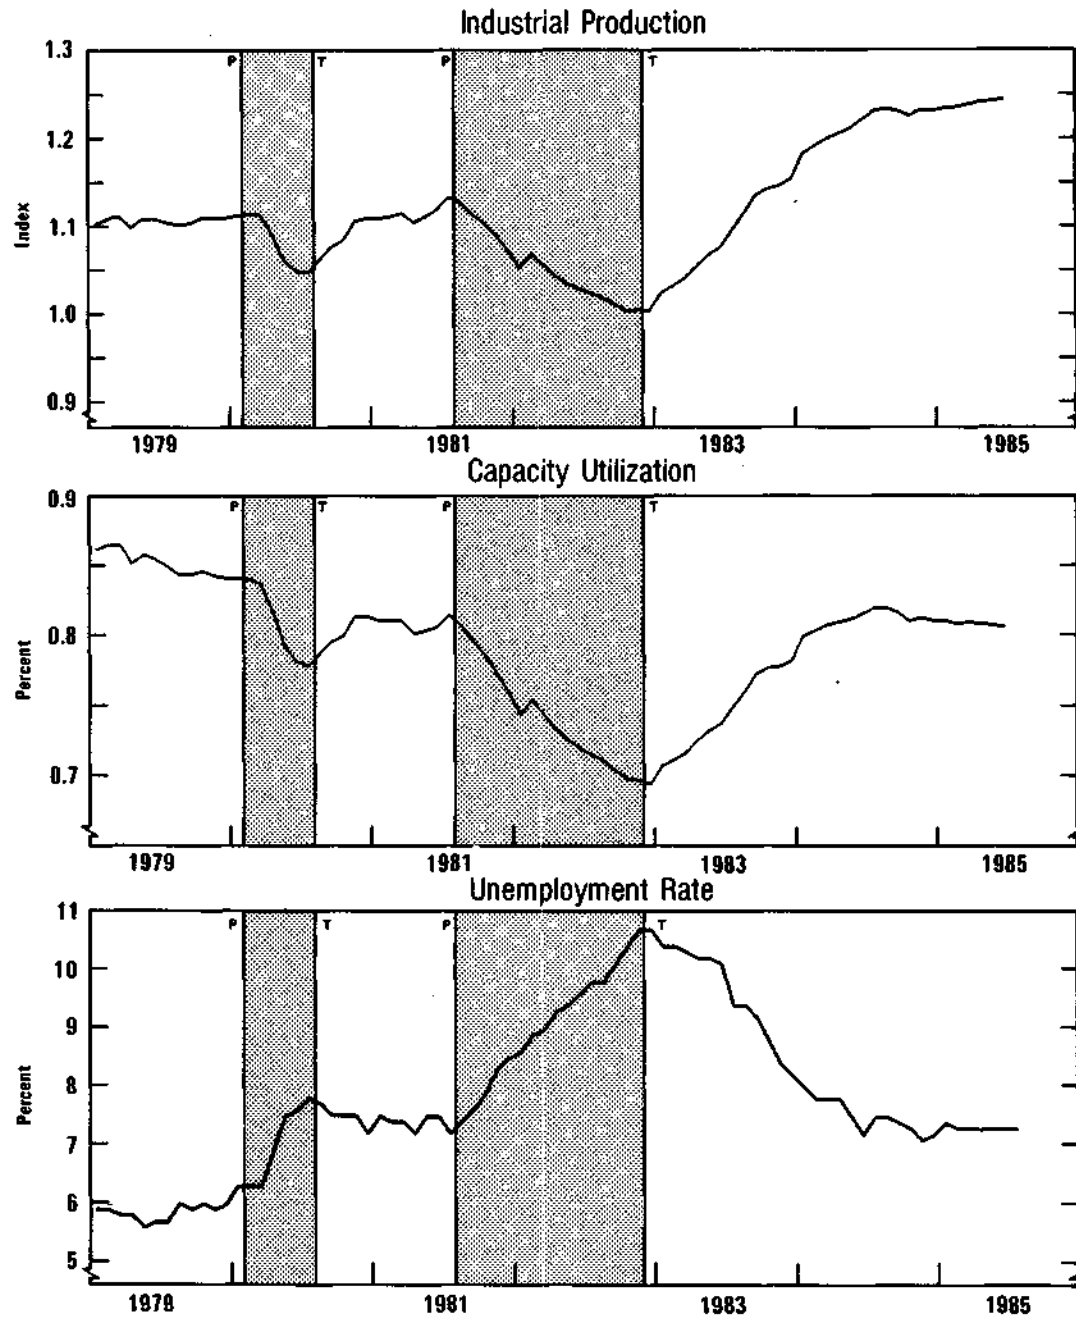 Industrial Production
1.3
P
T
P
T
1.2
1.1
Index
1.0
0.9
1979
1981
1983
1985
Capacity Utilization
0.9
P
T
P
T
0.8
Percent
0.7
1979
1981
1983
1985
Unemployment Rate
11
P
T
P
T
10
9
8
Percent
7
6
5
1979
1981
1983
1985